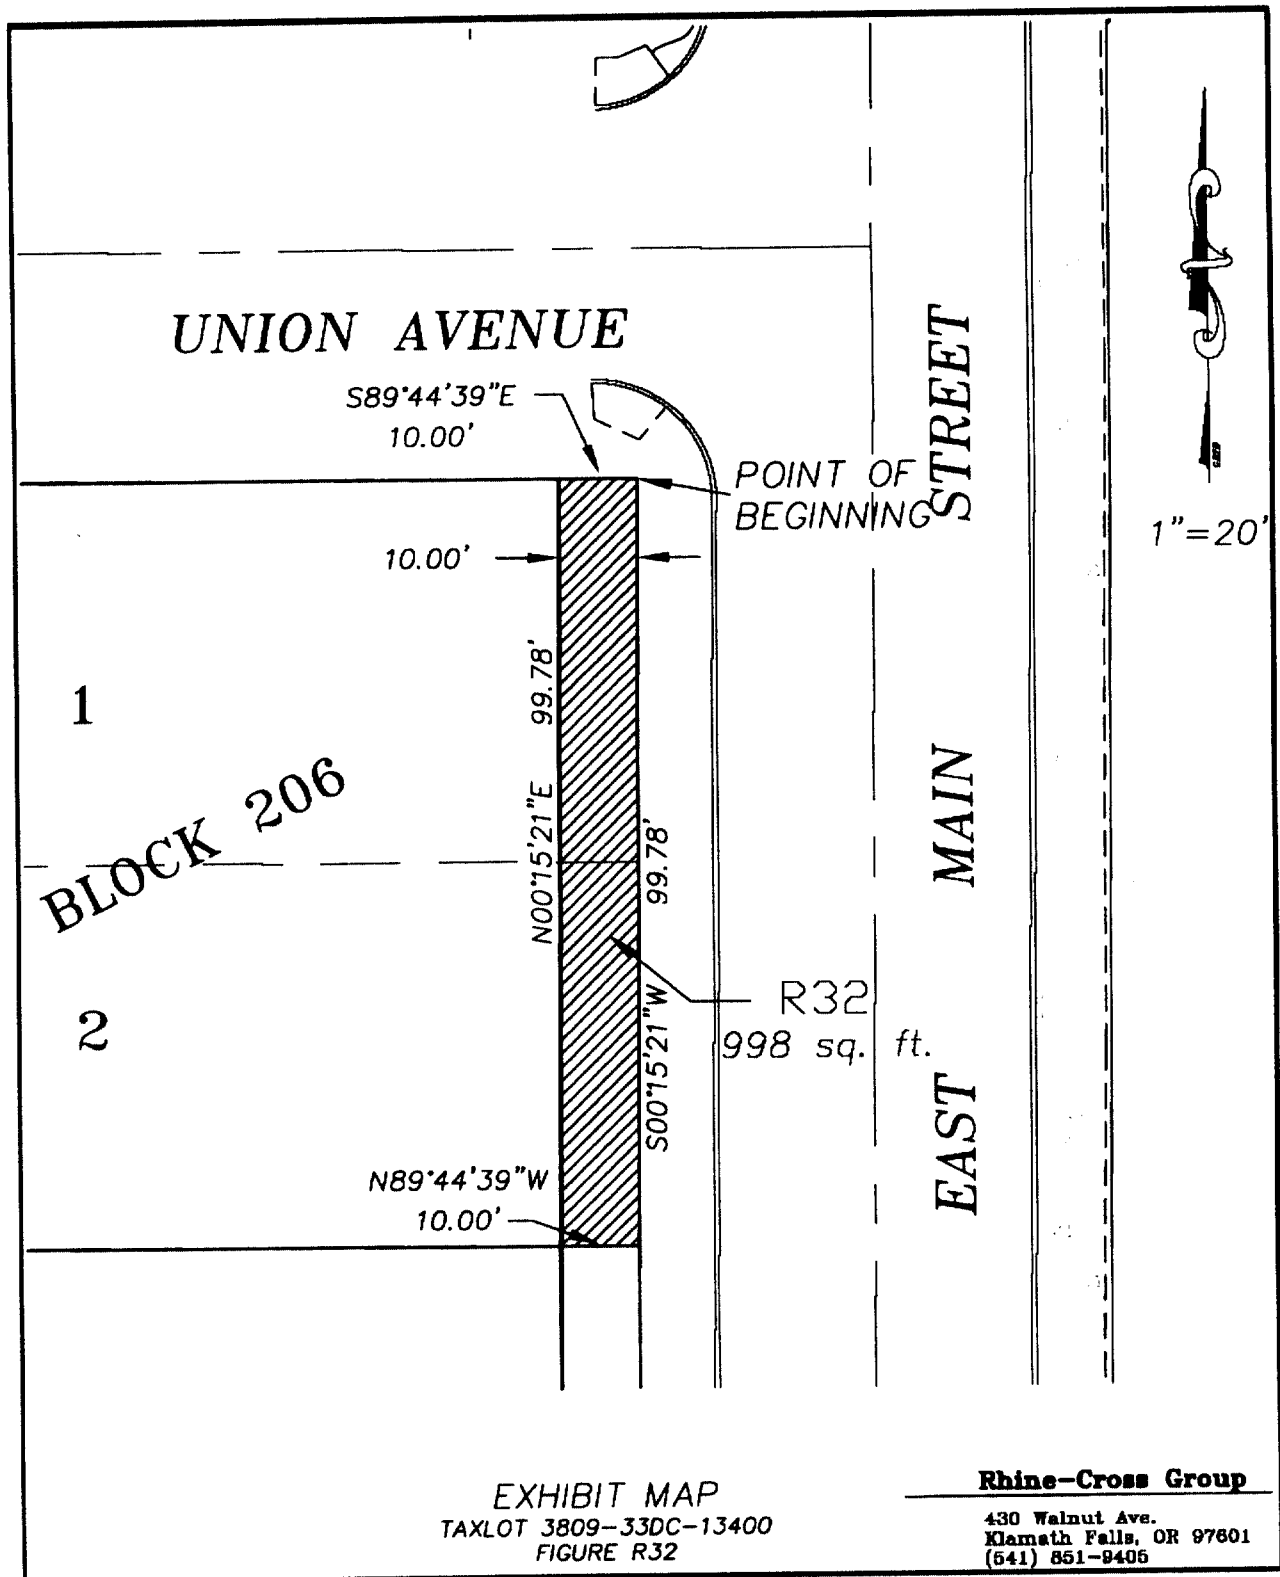 UNION AVENUE
S89°44'39"E
10.00'
POINT OF
BEGINNING
1"=20'
10.00'
N00°15'21"E 99.78'
99.78'
S00°15'21"W
1
BLOCK 206
2
R32
998 sq. ft.
N89°44'39"W
10.00'
EAST MAIN STREET
EXHIBIT MAP
TAXLOT 3809-33DC-13400
FIGURE R32
Rhine-Cross Group
430 Walnut Ave.
Klamath Falls, OR 97601
(541) 851-9405